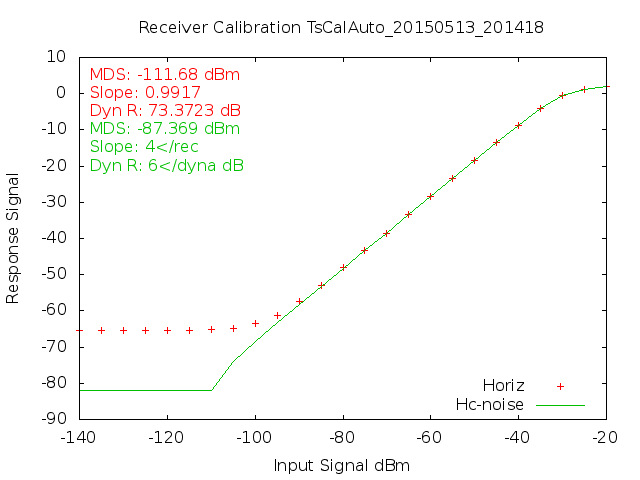 Receiver Calibration TsCalAuto_20150513_201418
10
0
-10
-20
-30
-40
-50
-60
-70
-80
-90
Response Signal
MDS: -111.68 dBm
Slope: 0.9917
Dyn R: 73.3723 dB
MDS: -87.369 dBm
Slope: 4</rec
Dyn R: 6</dyna dB
Horiz
Hc-noise
-140 -120 -100 -80 -60 -40 -20
Input Signal dBm